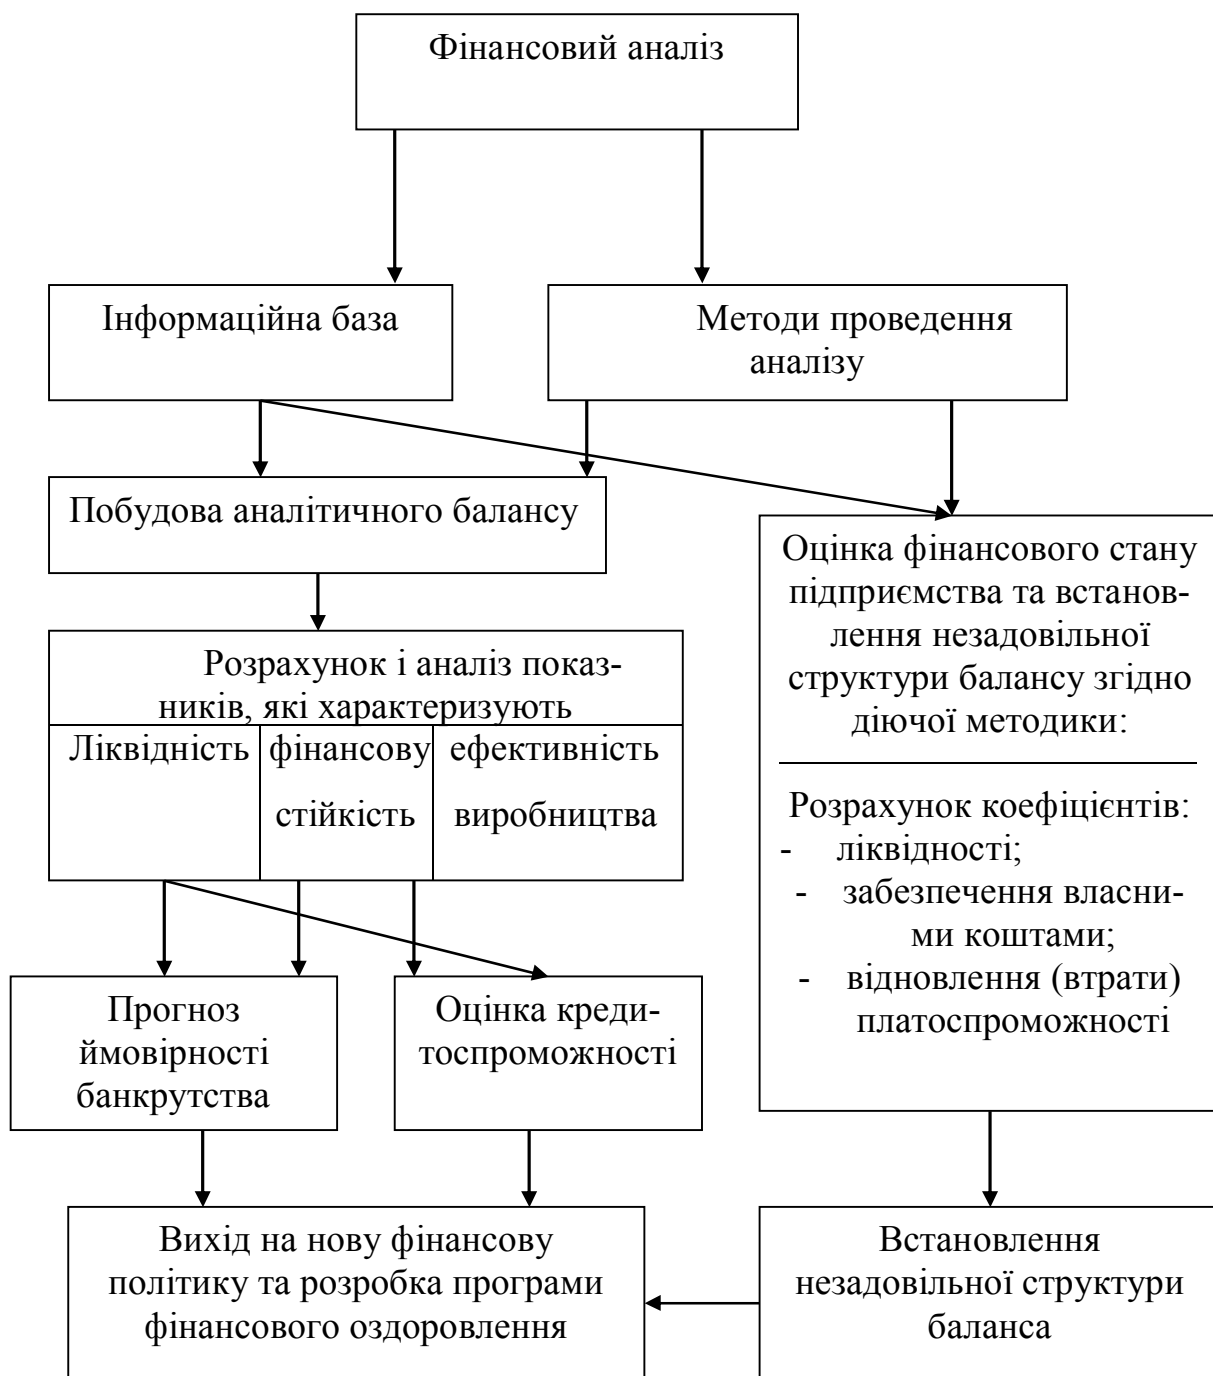 Фінансовий аналіз
Інформаційна база
Методи проведення
аналізу
Побудова аналітичного балансу
Розрахунок і аналіз показ-
ників, які характеризують
Ліквідність
фінансову
стійкість
ефективність
виробництва
Оцінка фінансового стану
підприємства та встанов-
лення незадовільної
структури балансу згідно
діючої методики:
Розрахунок коефіцієнтів:
- ліквідності;
- забезпечення власни-
ми коштами;
- відновлення (втрати)
платоспроможності
Прогноз
ймовірності
банкрутства
Оцінка креди-
тоспроможності
Вихід на нову фінансову
політику та розробка програми
фінансового оздоровлення
Встановлення
незадовільної структури
баланса